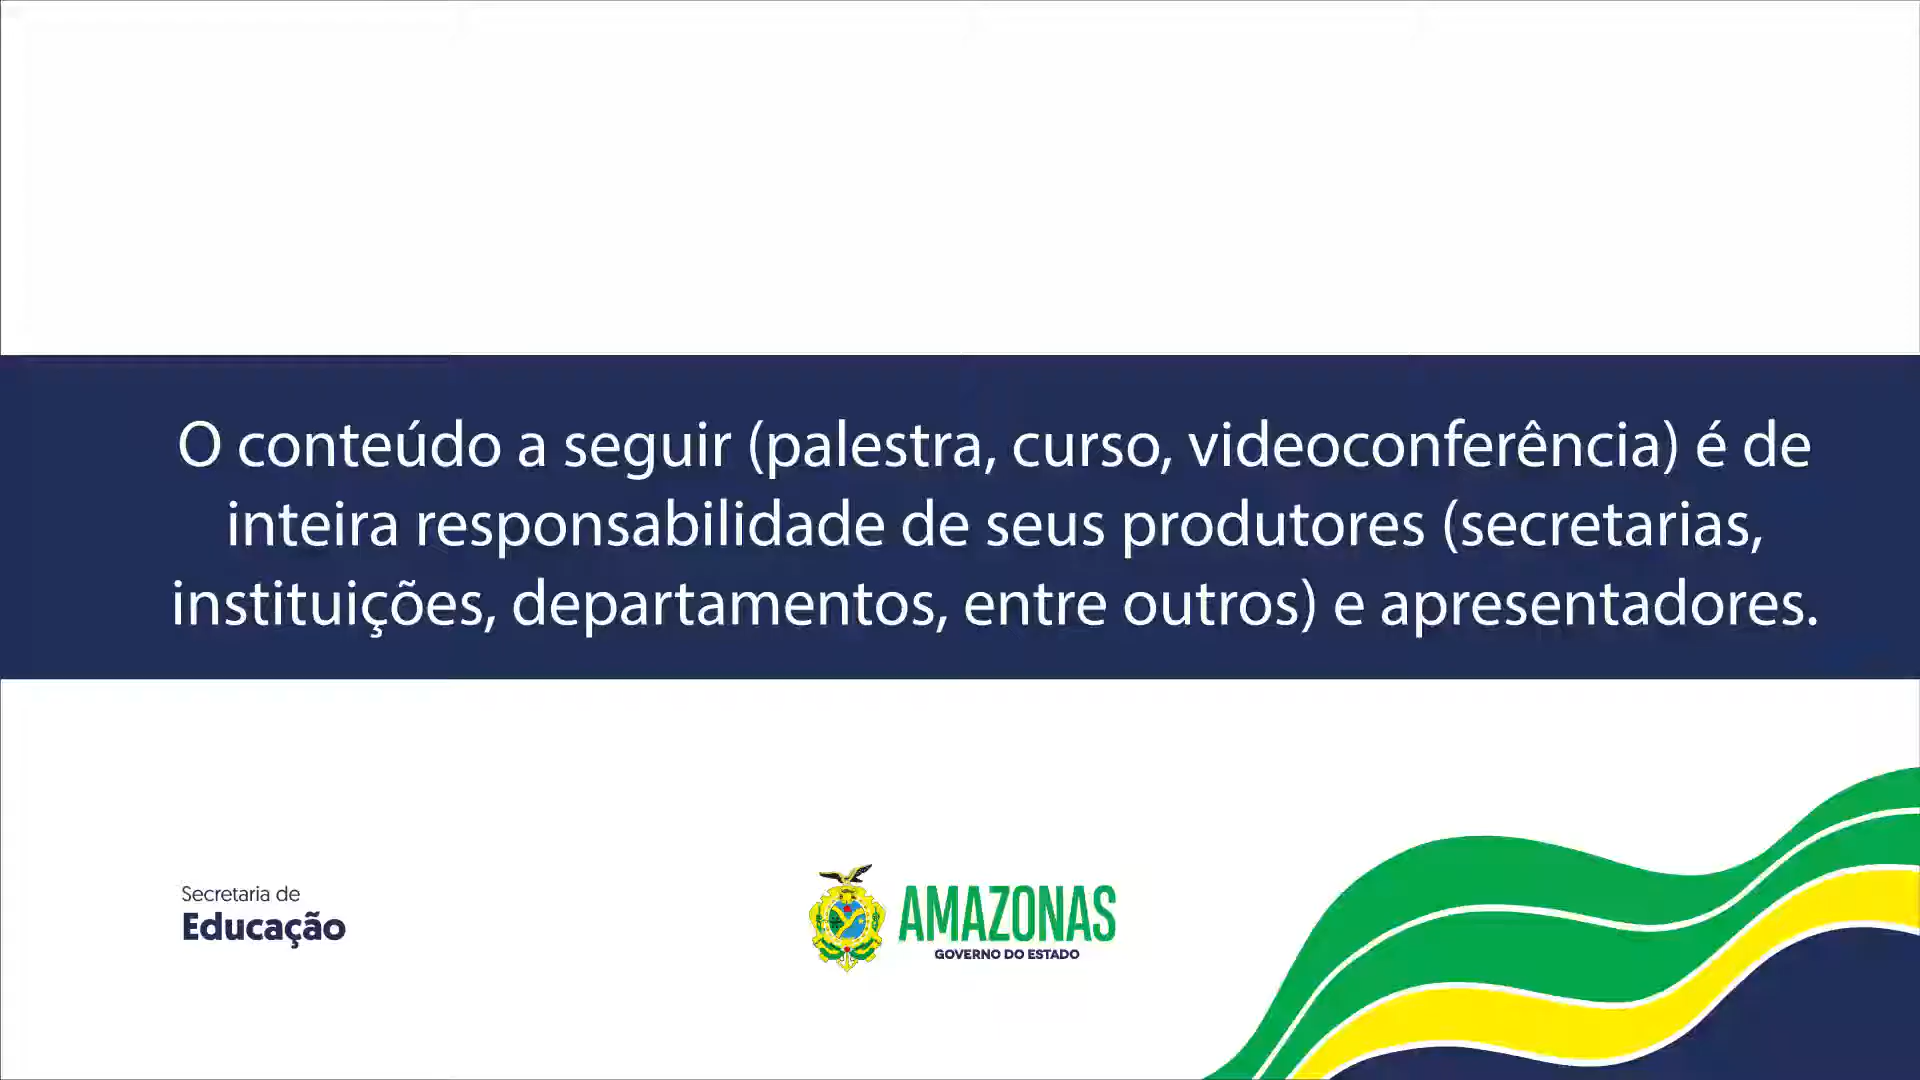 O conteúdo a seguir (palestra, curso, videoconferência) é de
inteira responsabilidade de seus produtores (secretarias,
instituições, departamentos, entre outros) e apresentadores.
Secretaria de
Educação
AMAZONAS
GOVERNO DO ESTADO